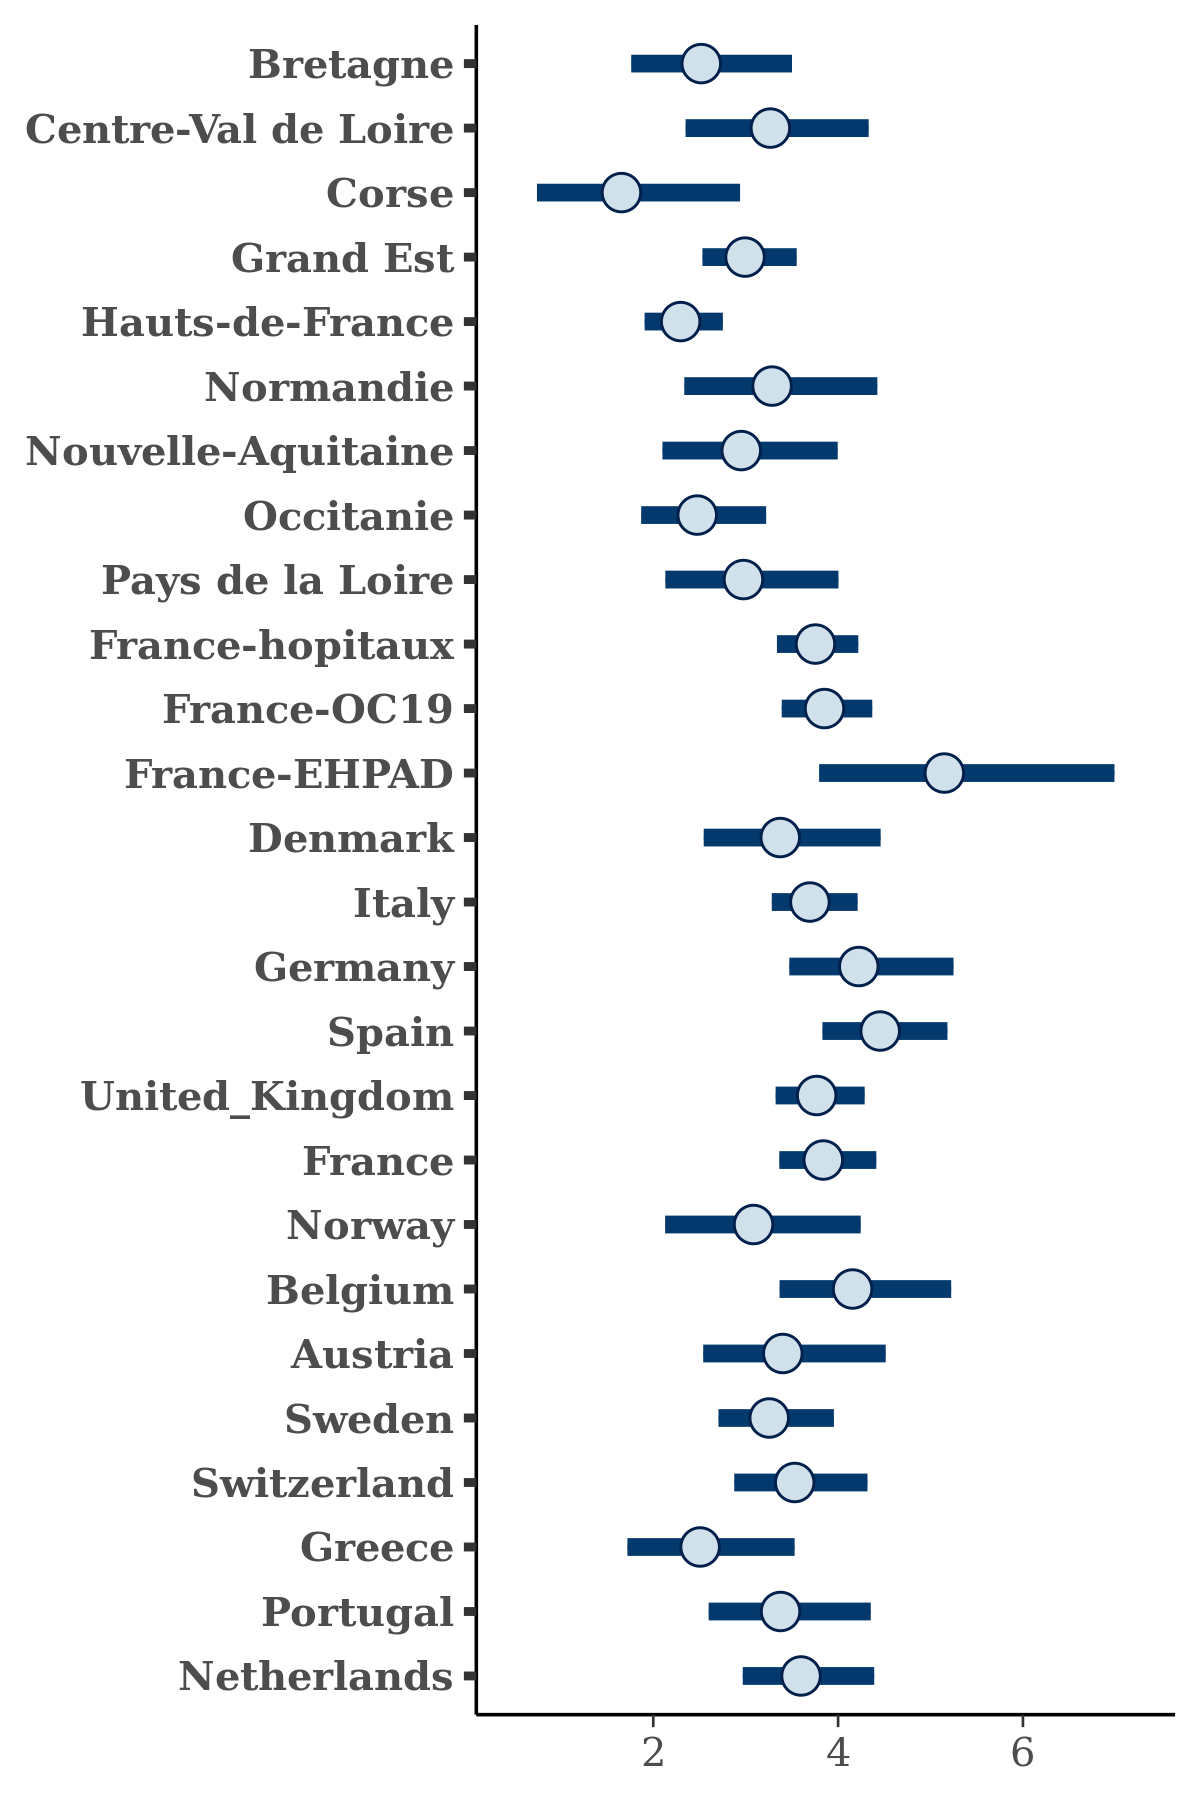 Bretagne
Centre-Val de Loire
Corse
Grand Est
Hauts-de-France
Normandie
Nouvelle-Aquitaine
Occitanie
Pays de la Loire
France-hopitaux
France-OC19
France-EHPAD
Denmark
Italy
Germany
Spain
United_Kingdom
France
Norway
Belgium
Austria
Sweden
Switzerland
Greece
Portugal
Netherlands
2 4 6